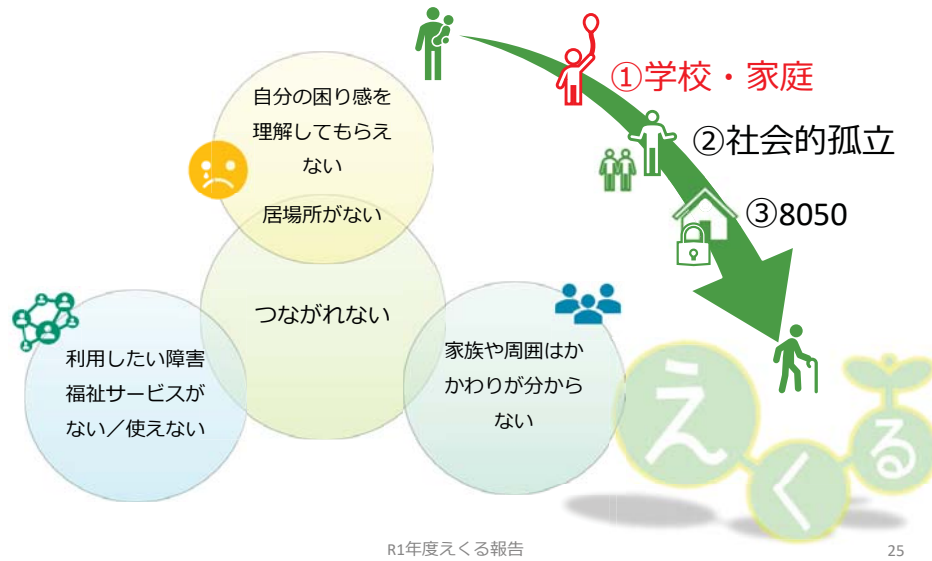 自分の困り感を
理解してもらえ
ない
居場所がない
つながれない
利用したい障害
福祉サービスが
ない／使えない
家族や周囲はか
かわりが分から
ない
①学校・家庭
②社会的孤立
③8050
えくる
R1年度えくる報告
25